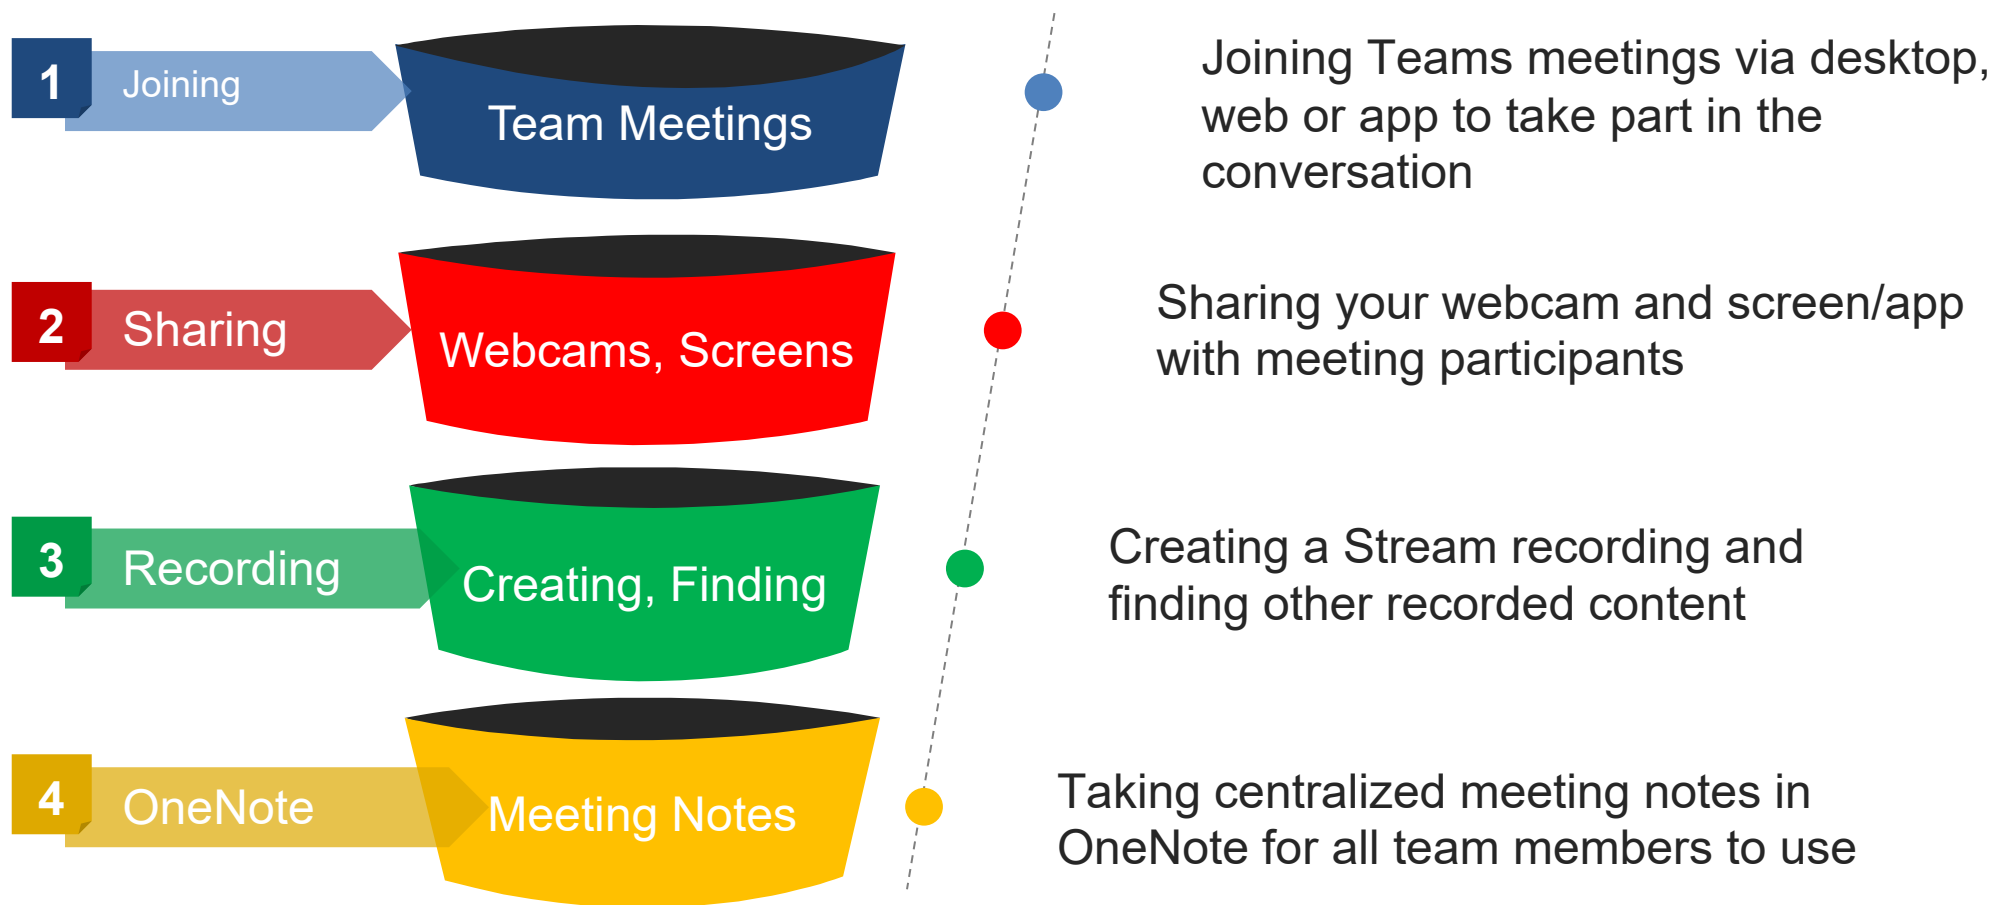 1
Joining
Team Meetings
Joining Teams meetings via desktop,
web or app to take part in the
conversation
2
Sharing
Webcams, Screens
Sharing your webcam and screen/app
with meeting participants
3
Recording
Creating, Finding
Creating a Stream recording and
finding other recorded content
4
OneNote
Meeting Notes
Taking centralized meeting notes in
OneNote for all team members to use